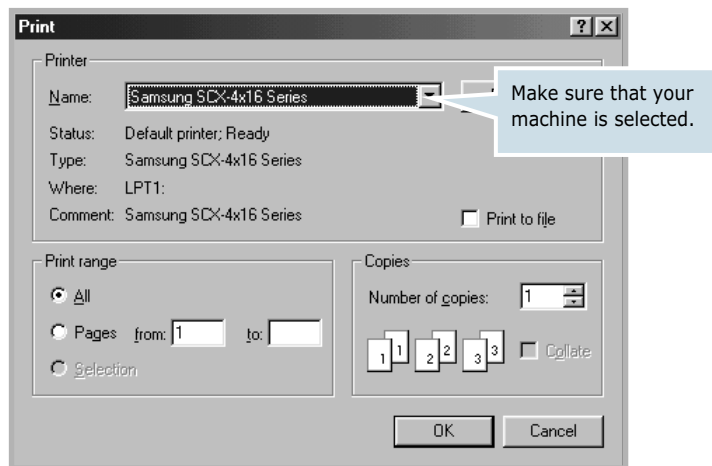 Print
Printer
Name: Samsung SCX-4x16 Series
Make sure that your
machine is selected.
Status: Default printer; Ready
Type: Samsung SCX-4x16 Series
Where: LPT1:
Comment: Samsung SCX-4x16 Series
Print to file
Print range
All
Pages from: 1 to:
Selection
Copies
Number of copies: 1
1 1 2 2 3 3
Collate
OK Cancel